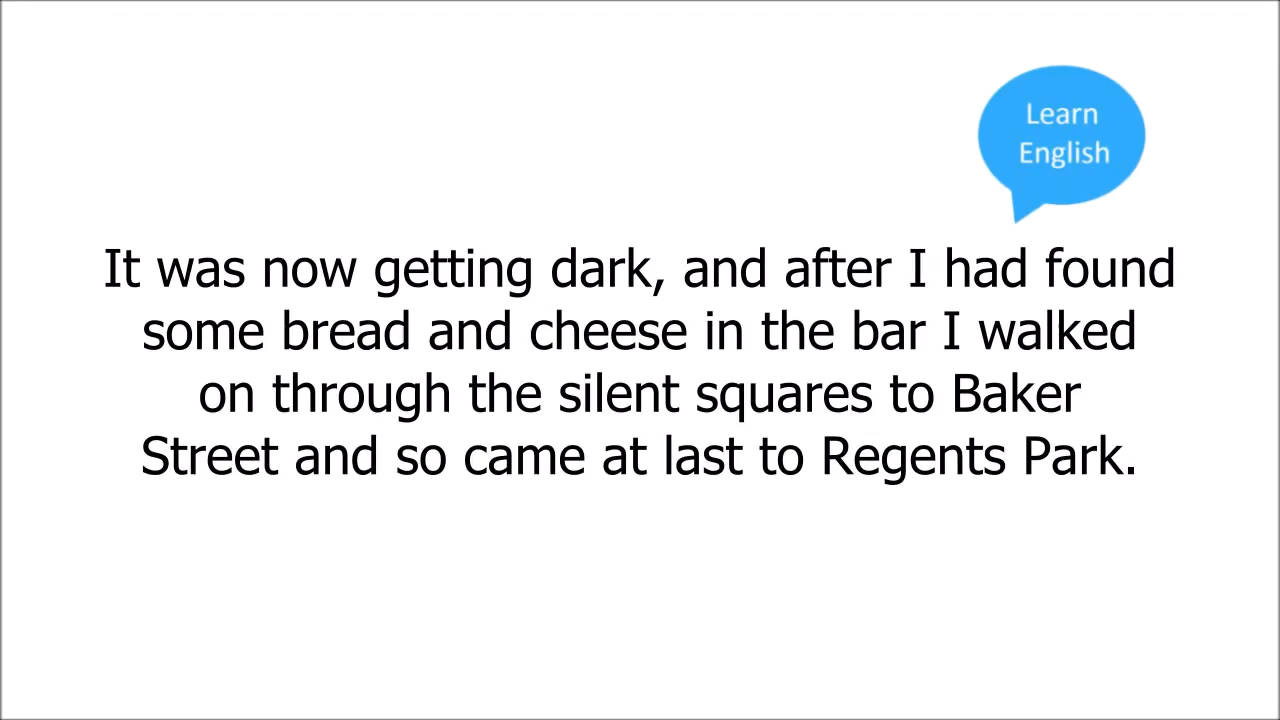 Learn
English
It was now getting dark, and after I had found
some bread and cheese in the bar I walked
on through the silent squares to Baker
Street and so came at last to Regents Park.